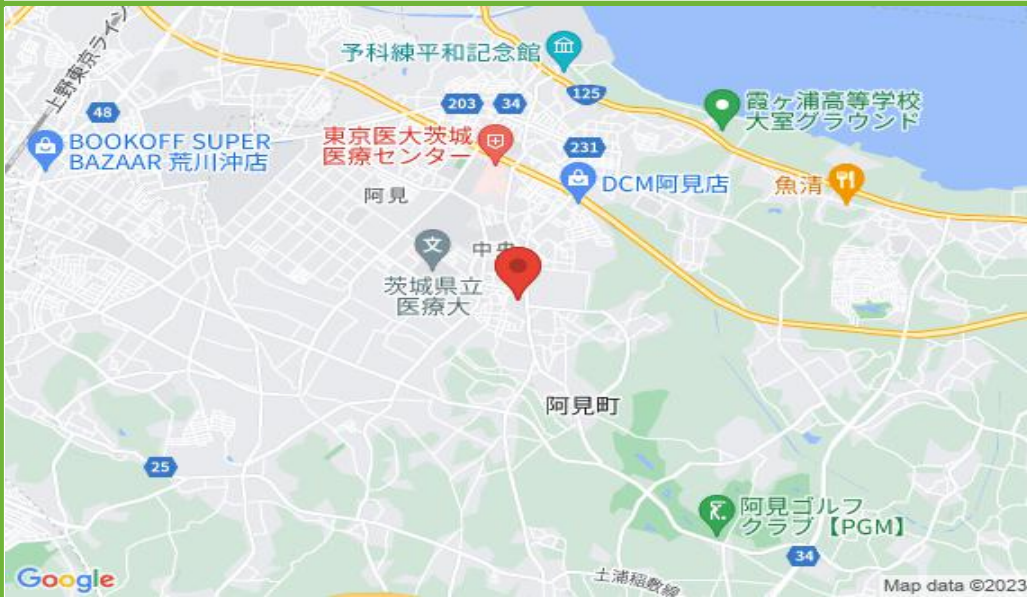 上野東京ライン
予科練平和記念館
125
203
34
48
BOOKOFF SUPER
BAZAAR 荒川沖店
東京医大茨城
医療センター
霞ヶ浦高等学校
大室グラウンド
231
DCM阿見店
魚清
阿見
文
中央
茨城県立
医療大
阿見町
25
阿見ゴルフ
クラブ【PGM】
34
土浦稲敷線
Google
Map data ©2023